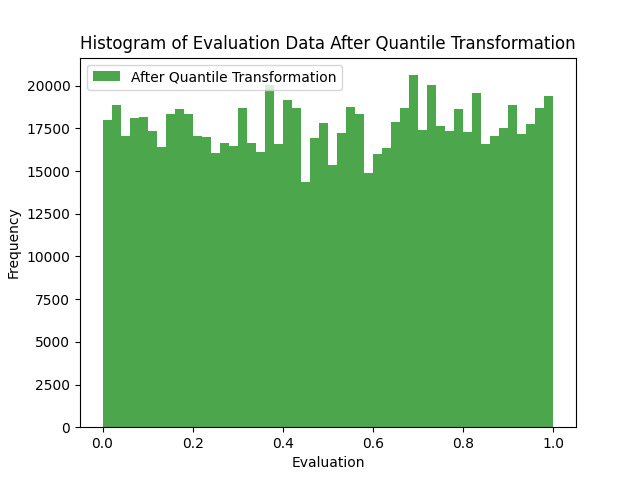 Histogram of Evaluation Data After Quantile Transformation
After Quantile Transformation
20000
17500
15000
12500
10000
7500
5000
2500
0
Frequency
0.0 0.2 0.4 0.6 0.8 1.0
Evaluation